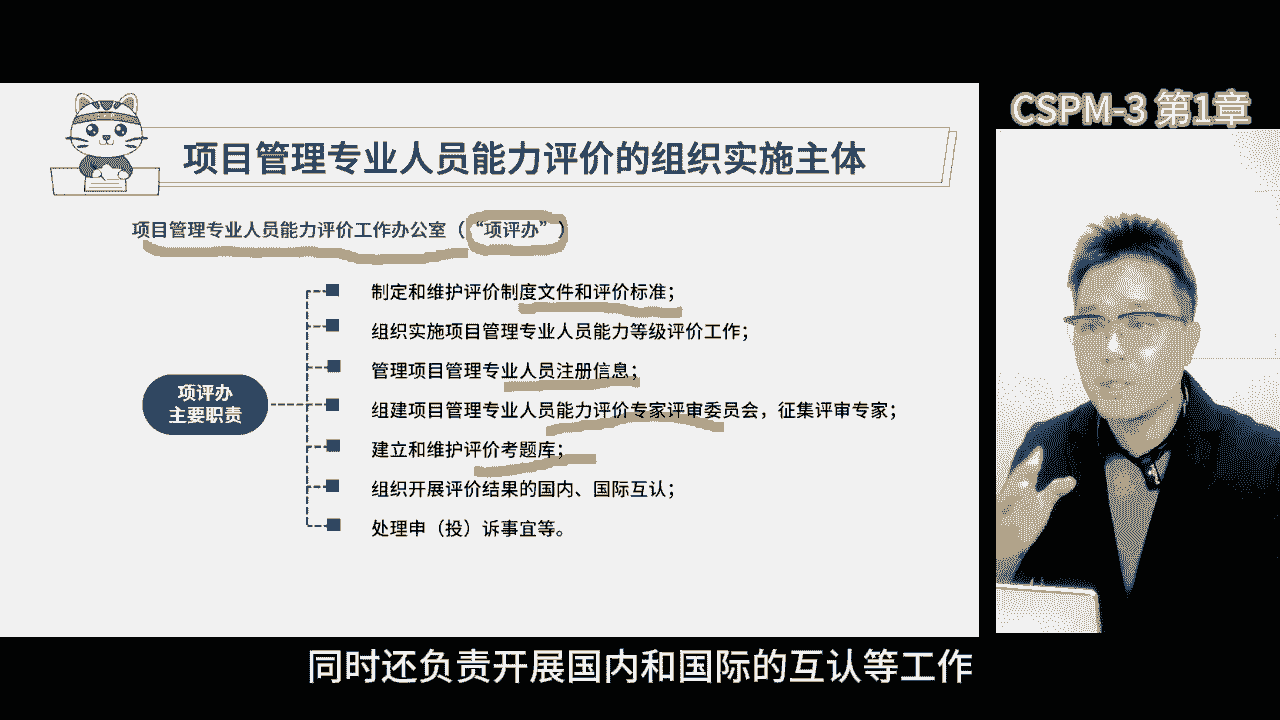 CSPM-3 第1章
项目管理专业人员能力评价的组织实施主体
项目管理专业人员能力评价工作办公室（“项评办”）
项评办
主要职责
制定和维护评价制度文件和评价标准；
组织实施项目管理专业人员能力等级评价工作；
管理项目管理专业人员注册信息；
组建项目管理专业人员能力评价专家评审委员会，征集评审专家；
建立和维护评价考题库；
组织开展评价结果的国内、国际互认；
处理申（投）诉事宜等。
同时还负责开展国内和国际的互认等工作